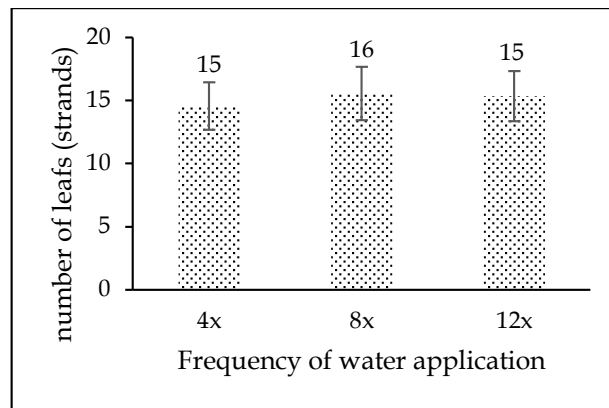 number of leafs (strands)
20
15
10
5
0
15
16
15
4x
8x
12x
Frequency of water application